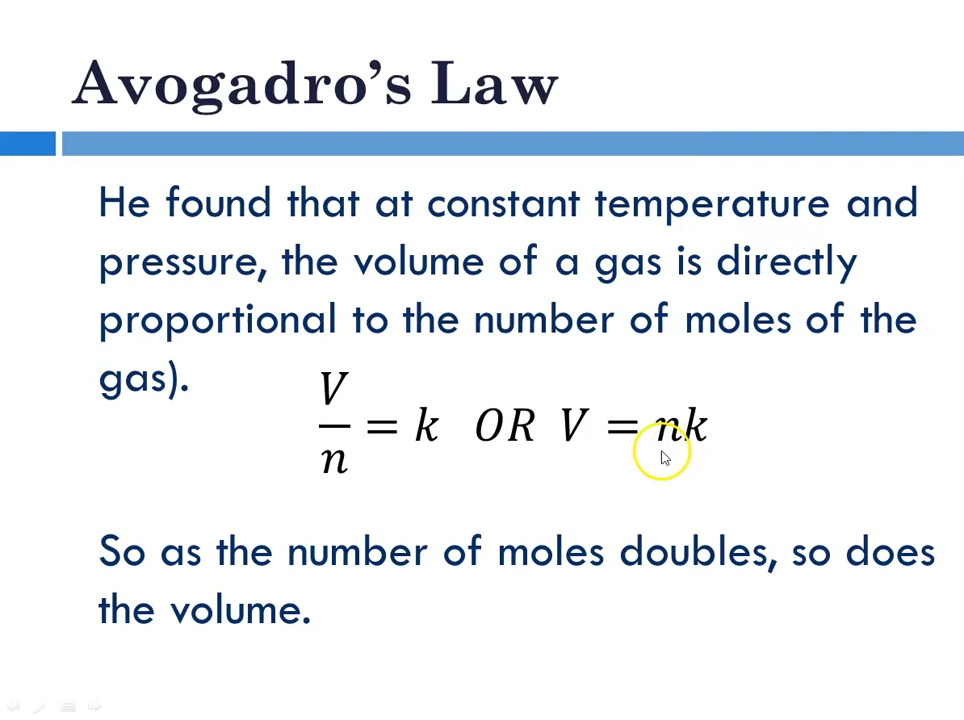 Avogadro’s Law
He found that at constant temperature and
pressure, the volume of a gas is directly
proportional to the number of moles of the
gas).
V/n = k OR V = nk
So as the number of moles doubles, so does
the volume.